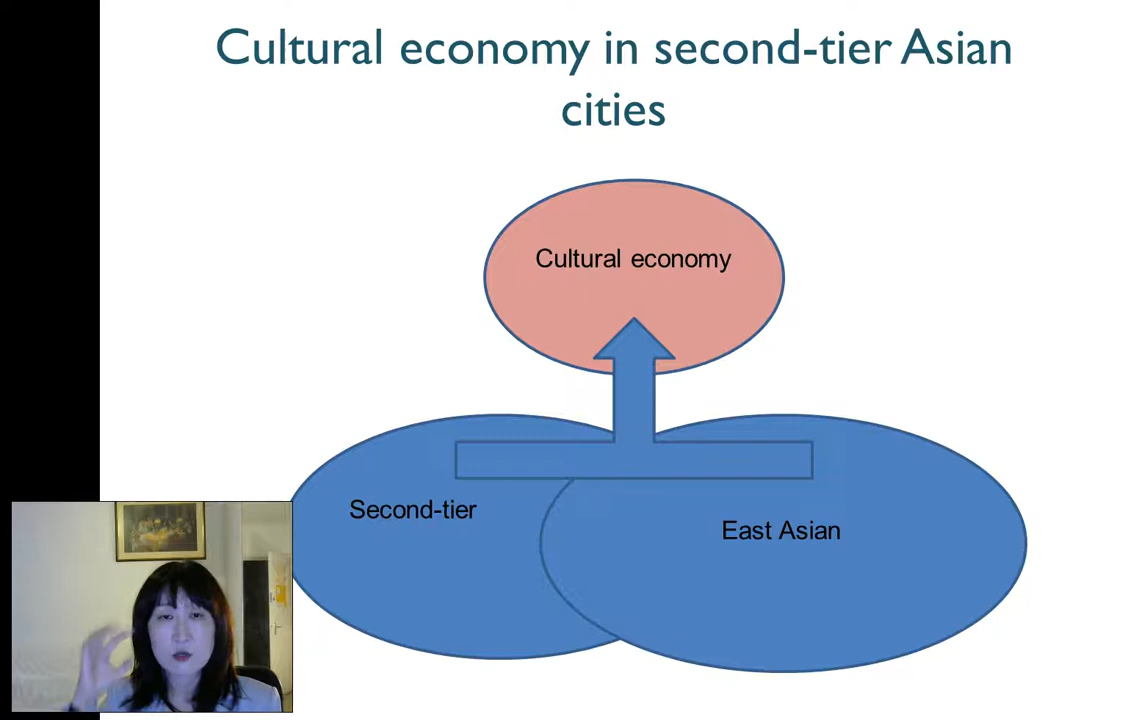 Cultural economy in second-tier Asian
cities
Cultural economy
Second-tier
East Asian